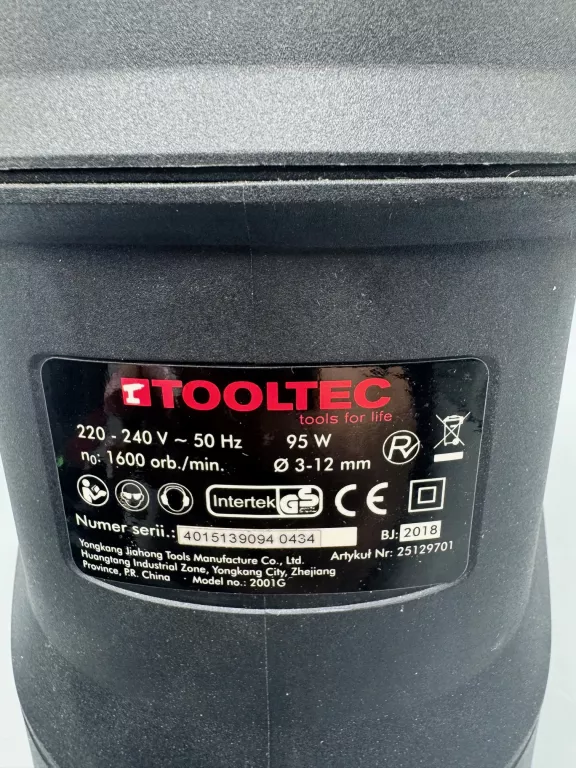 TOOLTEC
tools for life
220 - 240 V ~ 50 Hz 95 W
n0: 1600 orb./min. Ø 3-12 mm
Intertek GS CE
Numer serii.: 4015139094 0434 BJ: 2018
Yongkang Jiahong Tools Manufacture Co., Ltd. Artykuł Nr: 25129701
Huangtang Industrial Zone, Yongkang City, Zhejiang
Province, P.R. China Model no.: 2001G